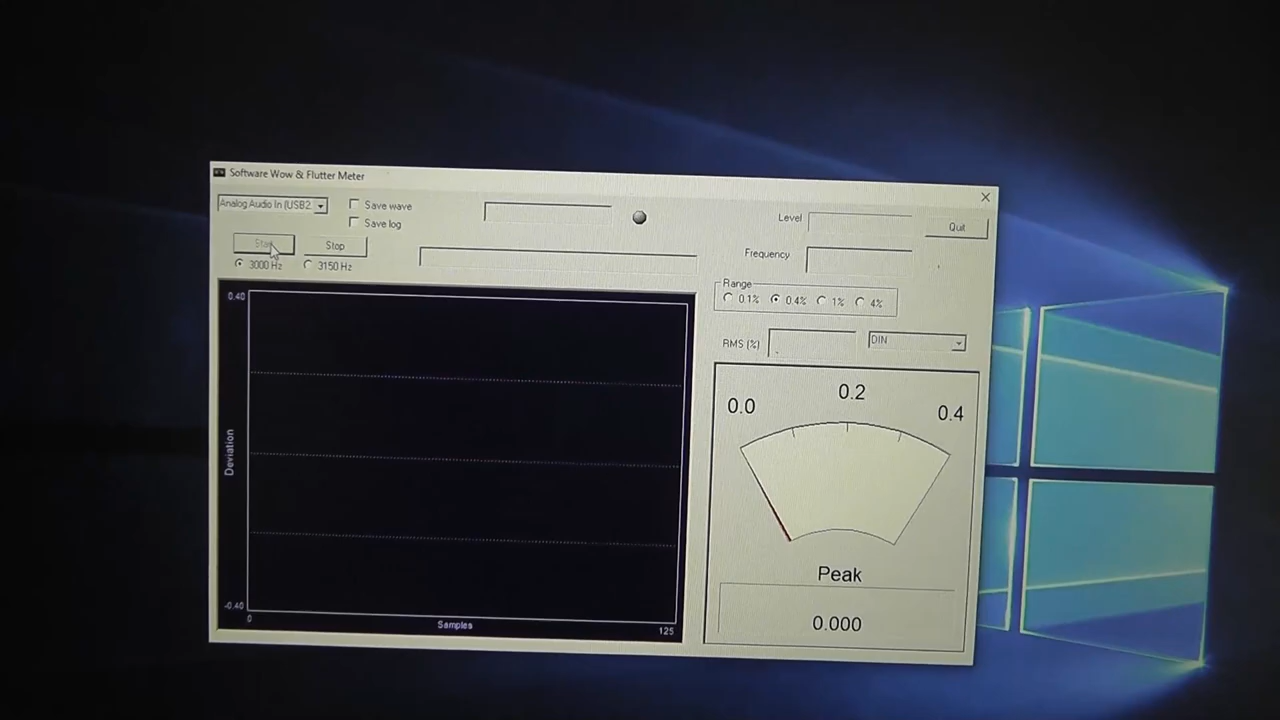 Software Wow & Flutter Meter
Analog Audio In (USB2
Save wave
Save log
Level
Quit
Start
Stop
Frequency
3000 Hz
3150 Hz
Range
0.1%
0.4%
1%
4%
RMS (%)
DIN
0.40
Deviation
-0.40
0
Samples
125
0.0
0.2
0.4
Peak
0.000